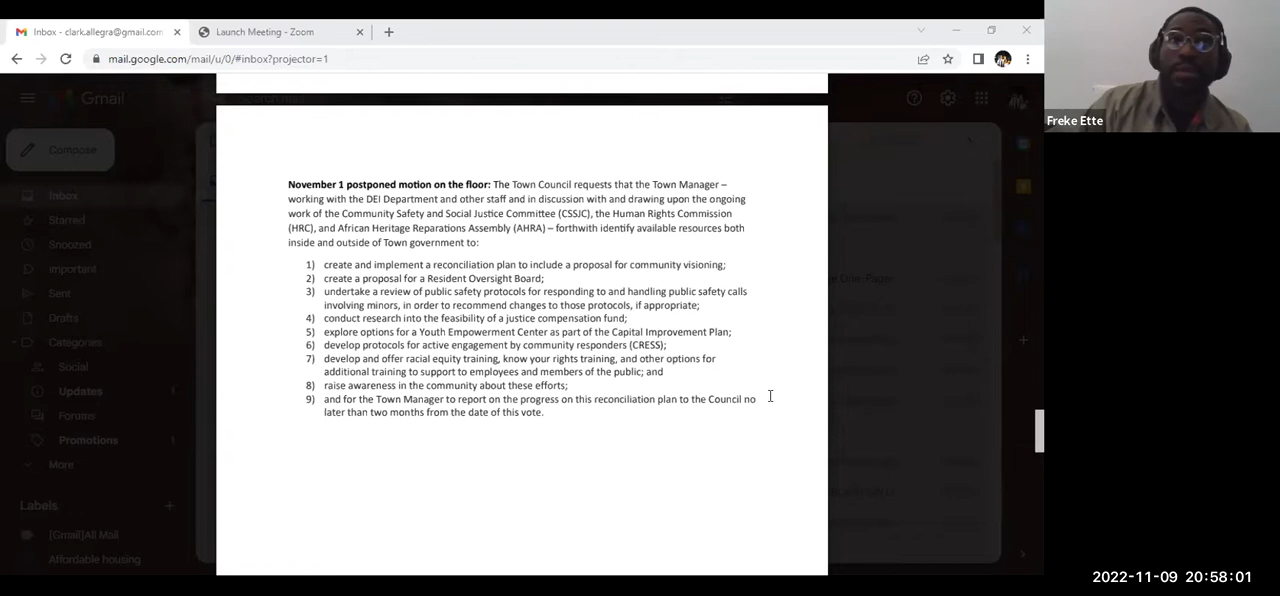 Inbox - clark.allegra@gmail.com
Launch Meeting - Zoom
mail.google.com/mail/u/0/#inbox?projector=1
Gmail
Compose
Inbox
Starred
Snoozed
Important
Sent
Drafts
Categories
Social
Updates 1
Forums
Promotions 1
More
Labels
[Gmail]All Mail
Affordable housing
November 1 postponed motion on the floor: The Town Council requests that the Town Manager –
working with the DEI Department and other staff and in discussion with and drawing upon the ongoing
work of the Community Safety and Social Justice Committee (CSSJC), the Human Rights Commission
(HRC), and African Heritage Reparations Assembly (AHRA) – forthwith identify available resources both
inside and outside of Town government to:
1) create and implement a reconciliation plan to include a proposal for community visioning;
2) create a proposal for a Resident Oversight Board;
3) undertake a review of public safety protocols for responding to and handling public safety calls
involving minors, in order to recommend changes to those protocols, if appropriate;
4) conduct research into the feasibility of a justice compensation fund;
5) explore options for a Youth Empowerment Center as part of the Capital Improvement Plan;
6) develop protocols for active engagement by community responders (CRESS);
7) develop and offer racial equity training, know your rights training, and other options for
additional training to support to employees and members of the public; and
8) raise awareness in the community about these efforts;
9) and for the Town Manager to report on the progress on this reconciliation plan to the Council no
later than two months from the date of this vote.
Freke Ette
2022-11-09 20:58:01